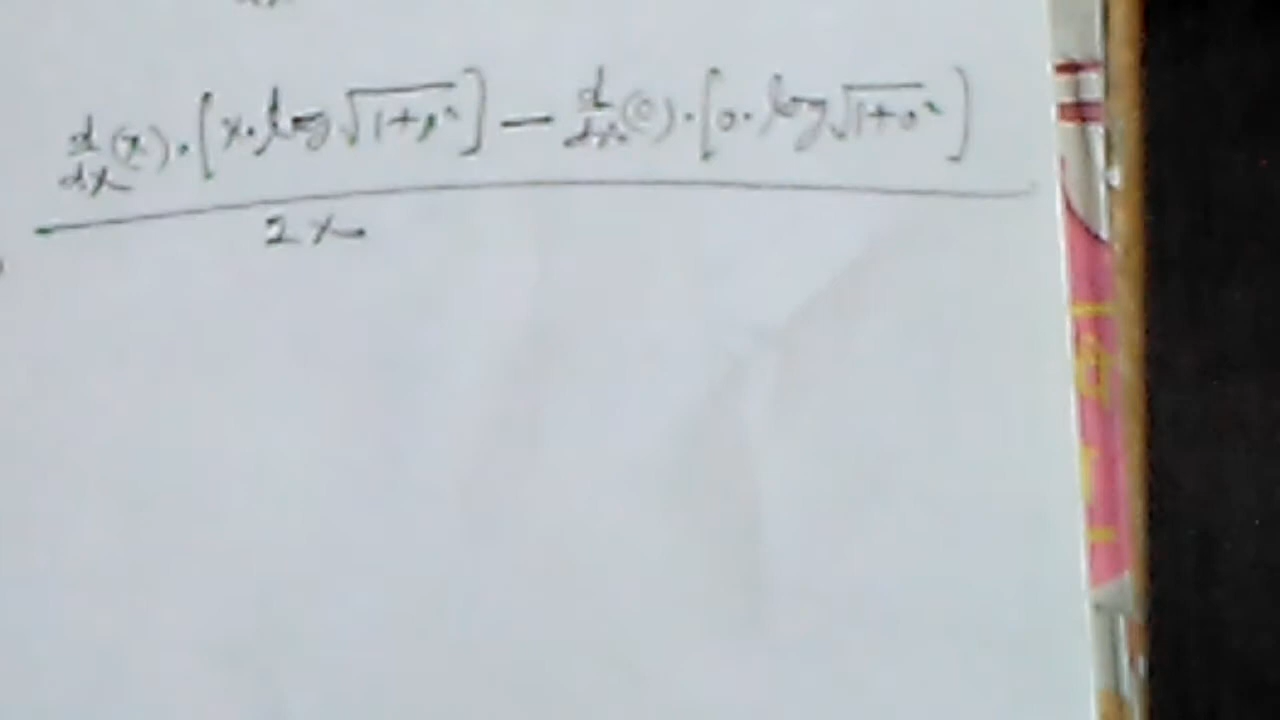 d/dx (x) · [x · log √(1+x²)] − d/dx (0) · [0 · log √(1+0²)]
2x